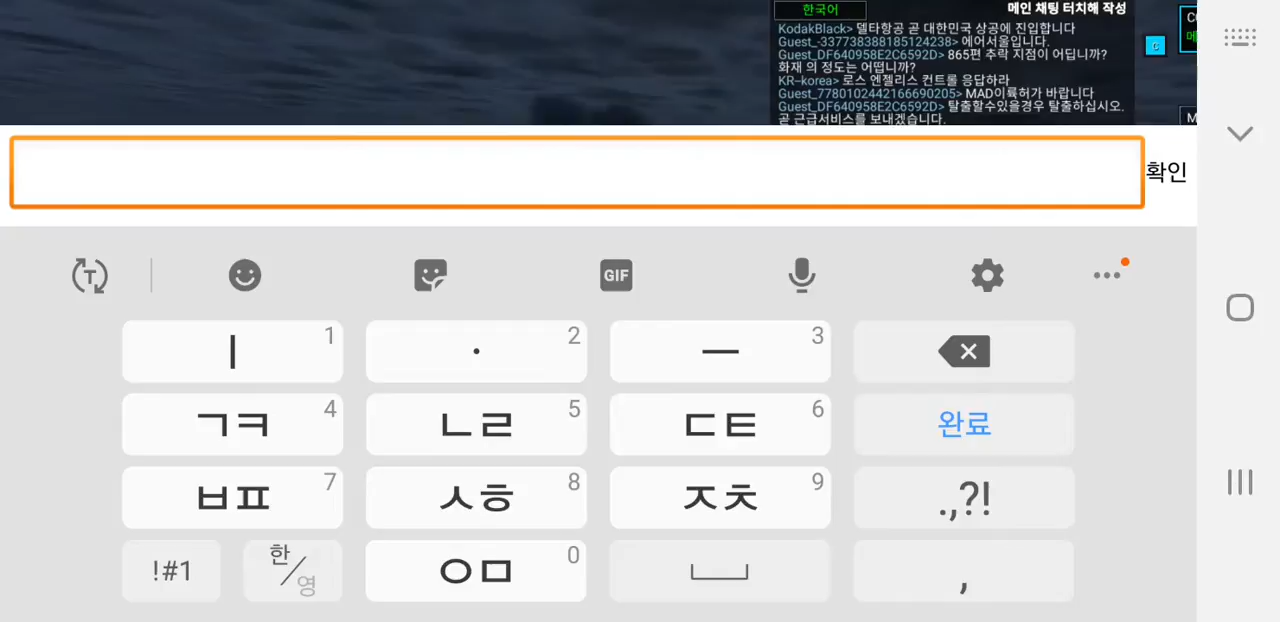 한국어
메인 채팅 터치해 작성
KodakBlack> 델타항공 곧 대한민국 상공에 진입합니다
Guest_-337738388185124238> 에어서울입니다.
Guest_DF640958E2C6592D> 865편 추락 지점이 어딥니까?
화재 의 정도는 어떱니까?
KR-korea> 로스 엔젤리스 컨트롤 응답하라
Guest_7780102442166690205> MAD이륙허가 바랍니다
Guest_DF640958E2C6592D> 탈출할수있을경우 탈출하십시오.
곧 근급서비스를 보내겠습니다.
c
확인
T
GIF
ㅣ 1
· 2
ㅡ 3
ㄱㅋ 4
ㄴㄹ 5
ㄷㅌ 6
완료
ㅂㅍ 7
ㅅㅎ 8
ㅈㅊ 9
.,?!
!#1
한/영
ㅇㅁ 0
,